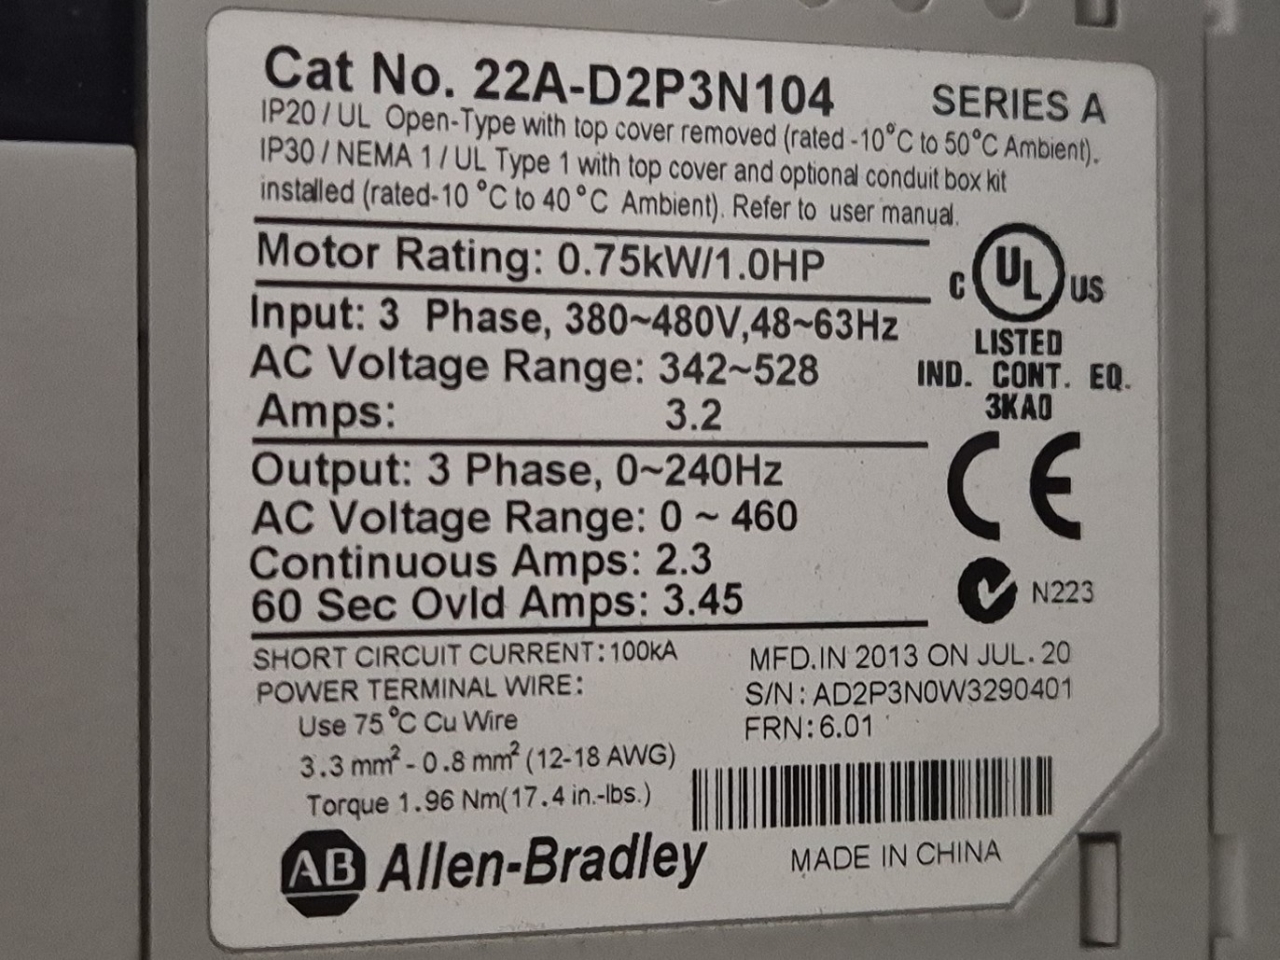 Cat No. 22A-D2P3N104 SERIES A
IP20 / UL Open-Type with top cover removed (rated -10°C to 50°C Ambient).
IP30 / NEMA 1 / UL Type 1 with top cover and optional conduit box kit
installed (rated-10 °C to 40°C Ambient). Refer to user manual.
Motor Rating: 0.75kW/1.0HP
C UL US
LISTED
IND. CONT. EQ.
3KA0
Input: 3 Phase, 380~480V,48~63Hz
AC Voltage Range: 342~528
Amps: 3.2
Output: 3 Phase, 0~240Hz
AC Voltage Range: 0 ~ 460
Continuous Amps: 2.3
60 Sec Ovld Amps: 3.45
CE
N223
SHORT CIRCUIT CURRENT: 100kA
POWER TERMINAL WIRE:
Use 75°C Cu Wire
3.3 mm² - 0.8 mm² (12-18 AWG)
Torque 1.96 Nm(17.4 in.-lbs.)
MFD.IN 2013 ON JUL. 20
S/N: AD2P3N0W3290401
FRN: 6.01
AB Allen-Bradley
MADE IN CHINA